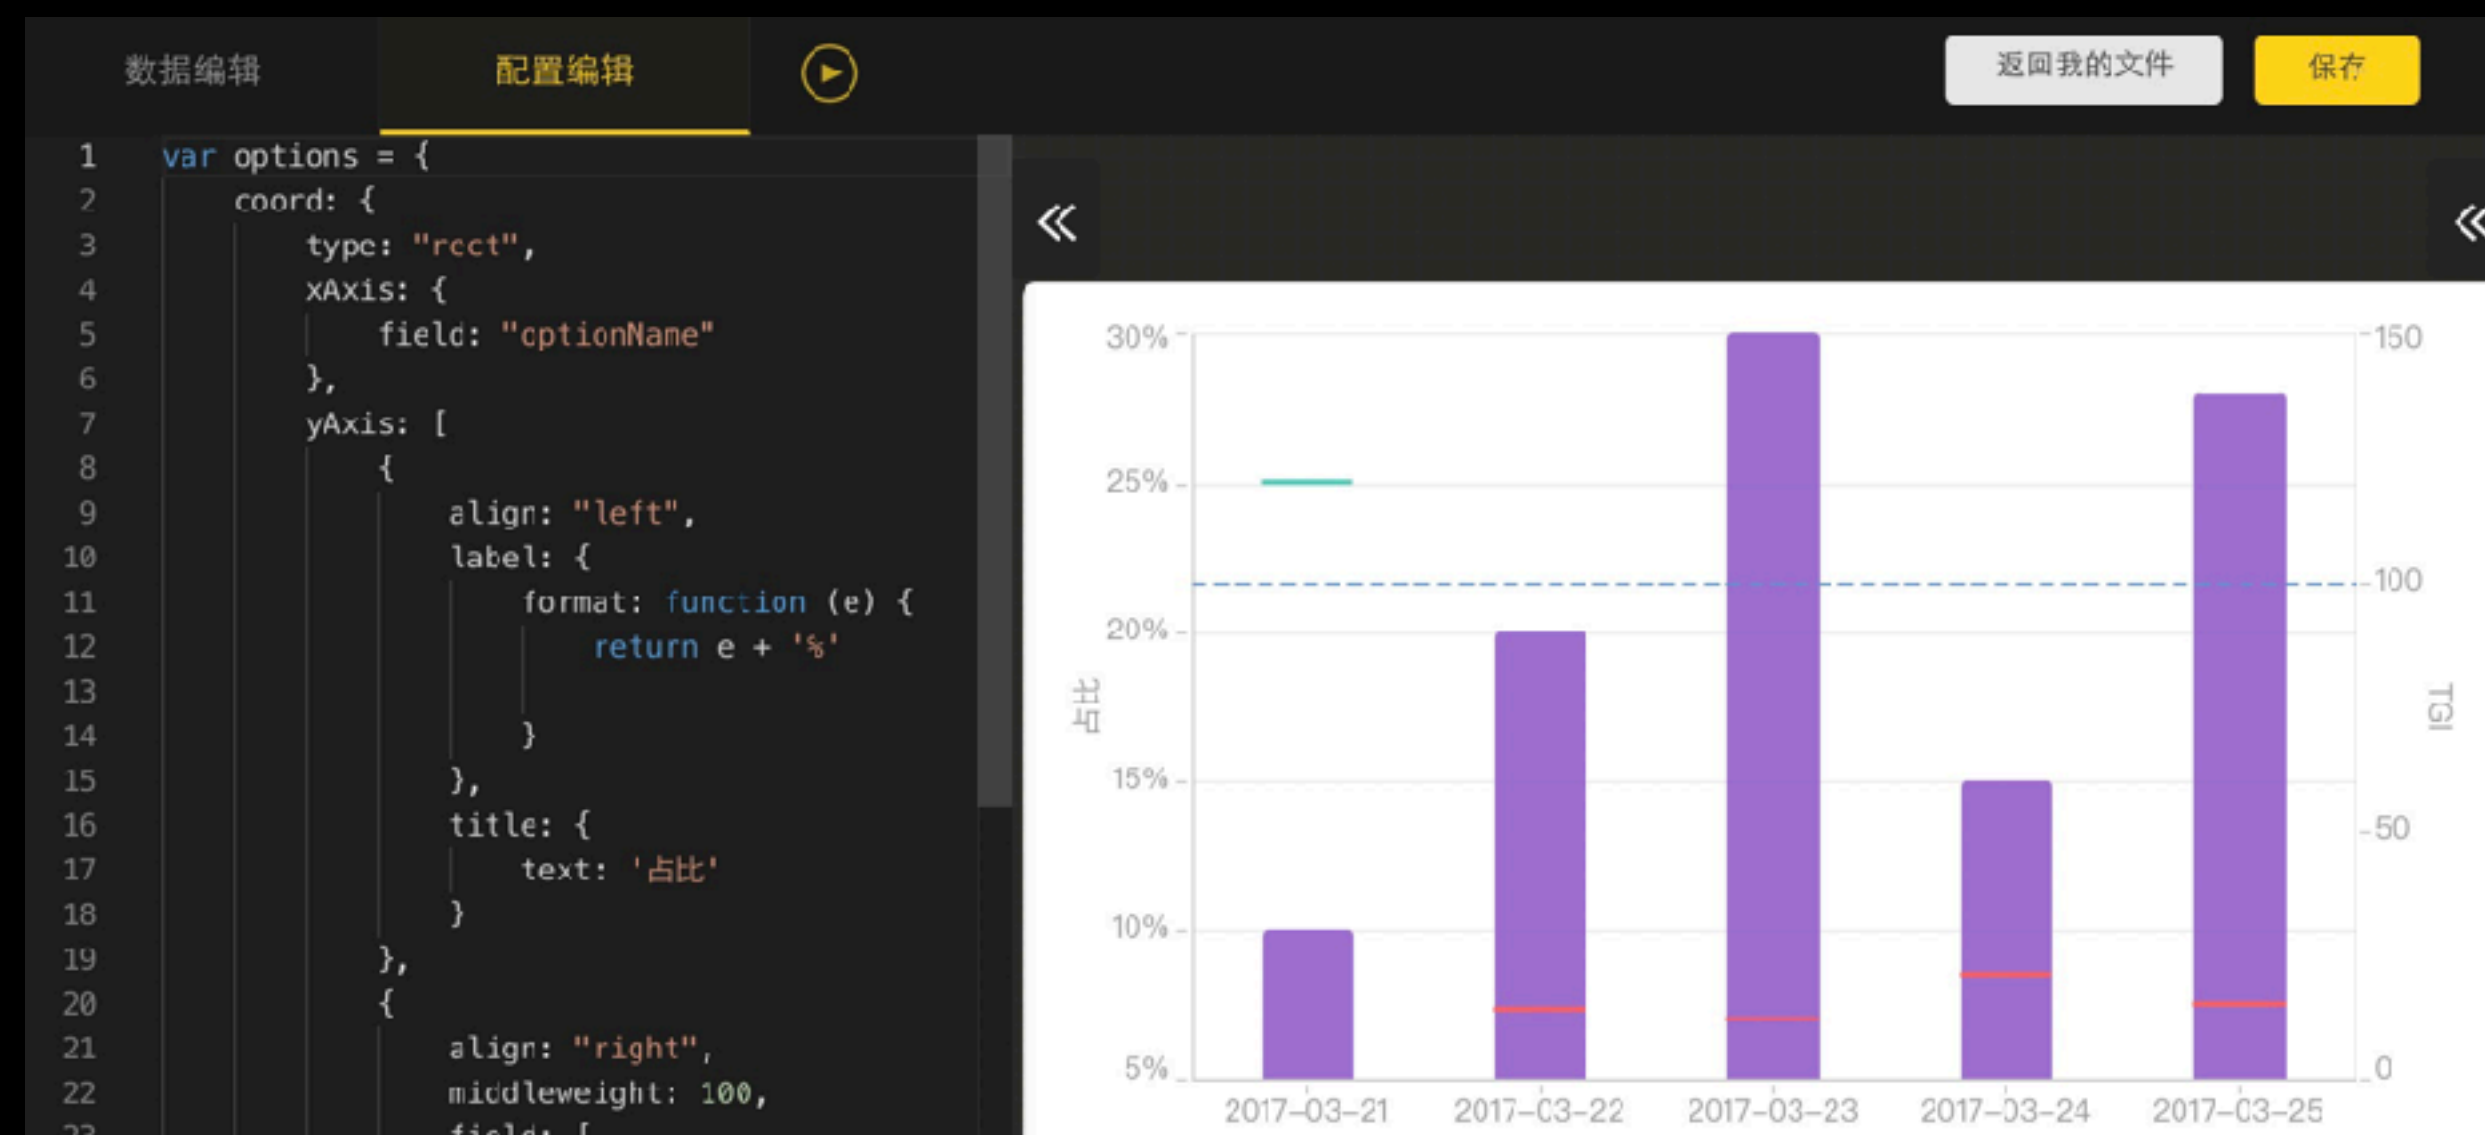 数据编辑
配置编辑
返回我的文件
保存
1 var options = {
2 coord: {
3 type: "rect",
4 xAxis: {
5 field: "optionName"
6 },
7 yAxis: [
8 {
9 align: "left",
10 label: {
11 format: function (e) {
12 return e + '%'
13
14 }
15 },
16 title: {
17 text: '占比'
18 }
19 },
20 {
21 align: "right",
22 middleweight: 100,
23 field: [
30%
25%
20%
15%
10%
5%
占比
150
100
50
0
TGI
2017-03-21
2017-03-22
2017-03-23
2017-03-24
2017-03-25